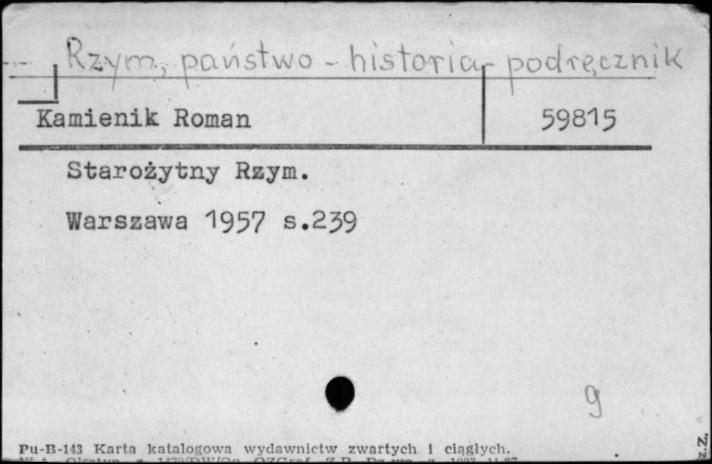 Rzym, państwo - historia - podręcznik
Kamienik Roman 59815
Starożytny Rzym.
Warszawa 1957 s.239
g
Pu-B-143 Karta katalogowa wydawnictw zwartych i ciągłych.
z.Z.